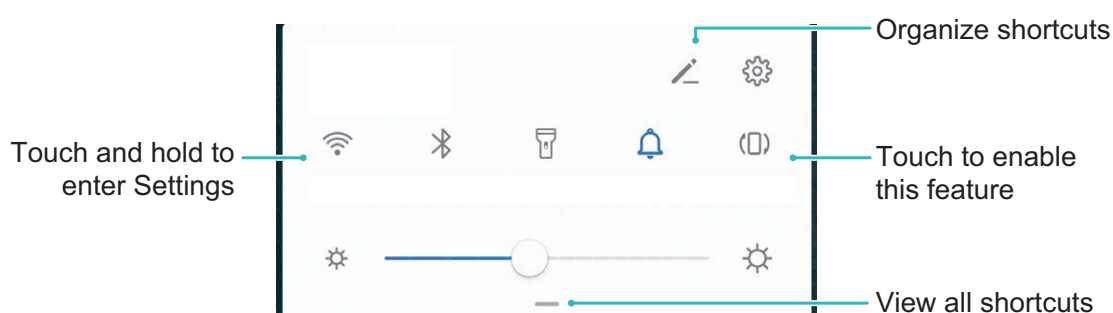 Organize shortcuts
Touch and hold to
enter Settings
Touch to enable
this feature
View all shortcuts